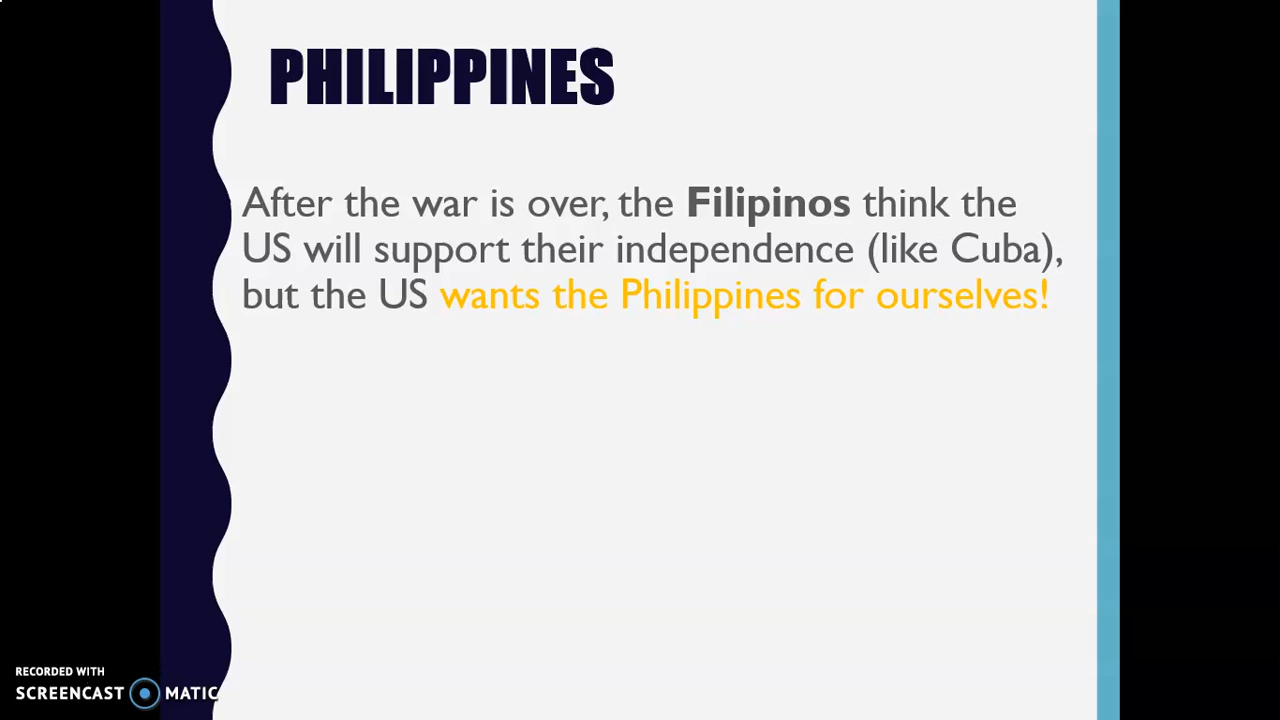 PHILIPPINES
After the war is over, the Filipinos think the
US will support their independence (like Cuba),
but the US wants the Philippines for ourselves!
RECORDED WITH
SCREENCAST MATIC